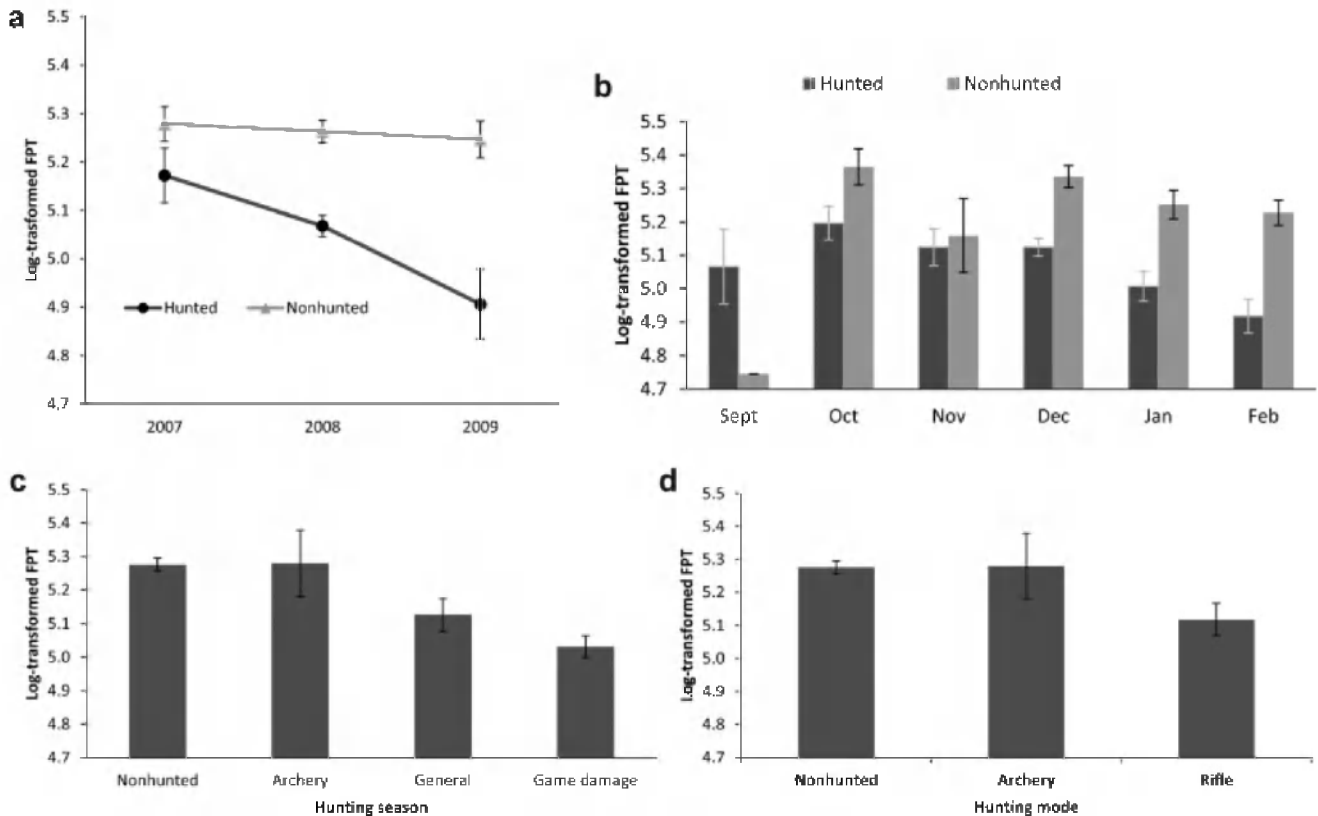 a
Log-trasformed FPT
5.5
5.4
5.3
5.2
5.1
5.0
4.9
4.8
4.7
Hunted
Nonhunted
2007 2008 2009
b
Hunted Nonhunted
Log-transformed FPT
5.5
5.4
5.3
5.2
5.1
5.0
4.9
4.8
4.7
Sept Oct Nov Dec Jan Feb
c
Log-transformed FPT
5.5
5.4
5.3
5.2
5.1
5.0
4.9
4.8
4.7
Nonhunted Archery General Game damage
Hunting season
d
Log-transformed FPT
5.5
5.4
5.3
5.2
5.1
5.0
4.9
4.8
4.7
Nonhunted Archery Rifle
Hunting mode